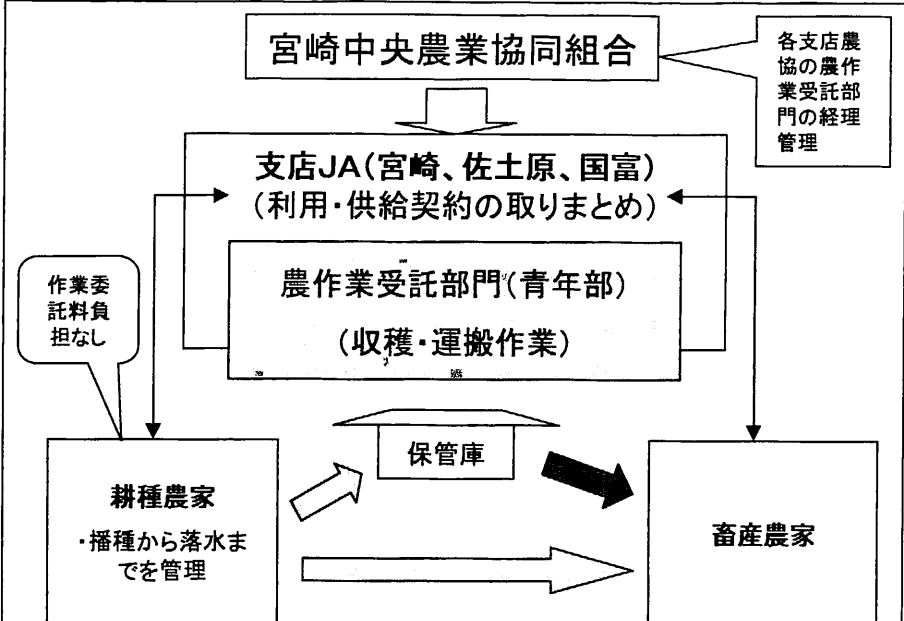 宮崎中央農業協同組合
各支店農
協の農作
業受託部
門の経理
管理
支店JA(宮崎、佐土原、国富)
(利用・供給契約の取りまとめ)
農作業受託部門(青年部)
(収穫・運搬作業)
作業委
託料負
担なし
保管庫
耕種農家
・播種から落水ま
でを管理
畜産農家